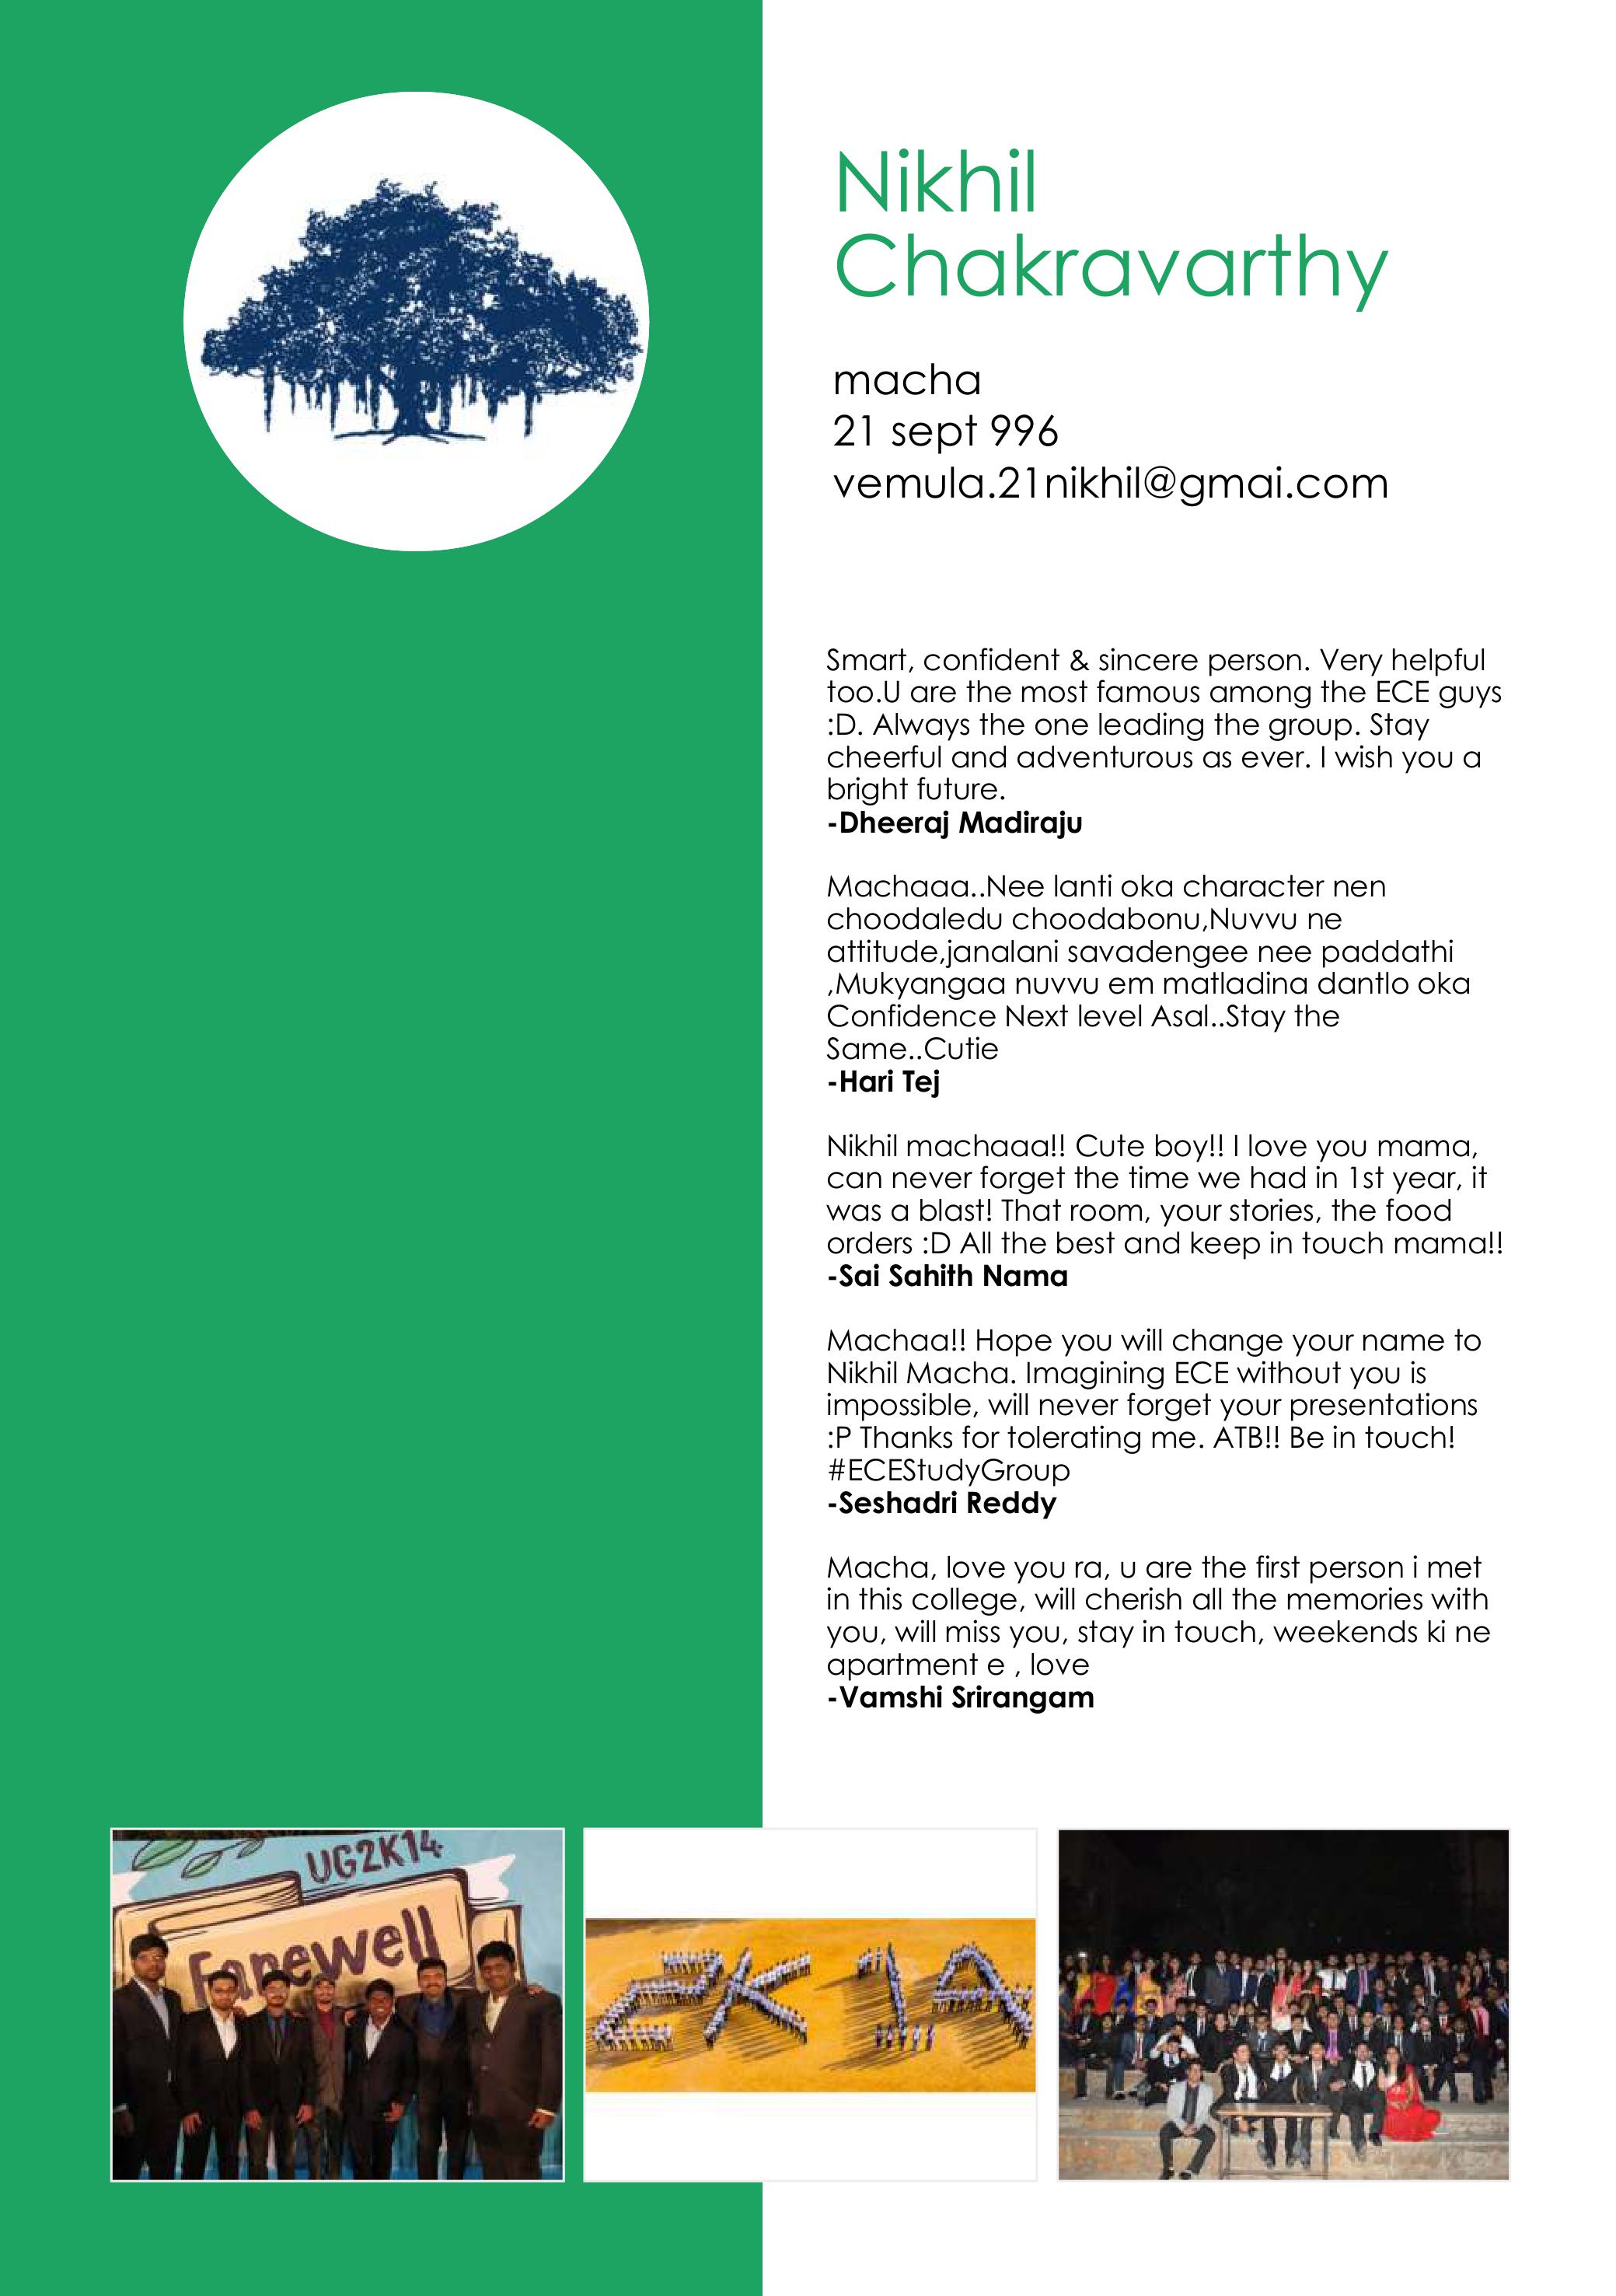 Nikhil
Chakravarthy
macha
21 sept 996
vemula.21nikhil@gmai.com
Smart, confident & sincere person. Very helpful
too.U are the most famous among the ECE guys
:D. Always the one leading the group. Stay
cheerful and adventurous as ever. I wish you a
bright future.
-Dheeraj Madiraju
Machaaa..Nee lanti oka character nen
choodaledu choodabonu,Nuvvu ne
attitude,janalani savadengee nee paddathi
,Mukyangaa nuvvu em matladina dantlo oka
Confidence Next level Asal..Stay the
Same..Cutie
-Hari Tej
Nikhil machaaa!! Cute boy!! I love you mama,
can never forget the time we had in 1st year, it
was a blast! That room, your stories, the food
orders :D All the best and keep in touch mama!!
-Sai Sahith Nama
Machaa!! Hope you will change your name to
Nikhil Macha. Imagining ECE without you is
impossible, will never forget your presentations
:P Thanks for tolerating me. ATB!! Be in touch!
#ECEStudyGroup
-Seshadri Reddy
Macha, love you ra, u are the first person i met
in this college, will cherish all the memories with
you, will miss you, stay in touch, weekends ki ne
apartment e , love
-Vamshi Srirangam
UG2K14
Farewell
2K 14